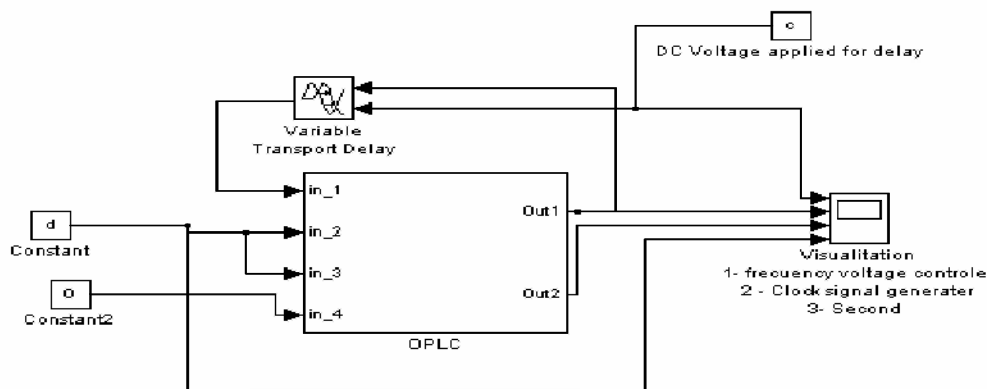 c
DC Voltage applied for delay
Variable
Transport Delay
in_1
Out1
d
in_2
Constant
in_3
Visualitation
1- frecuency voltage controle
0
Out2
2 - Clock signal generater
Constant2
in_4
3- Second
OPLC